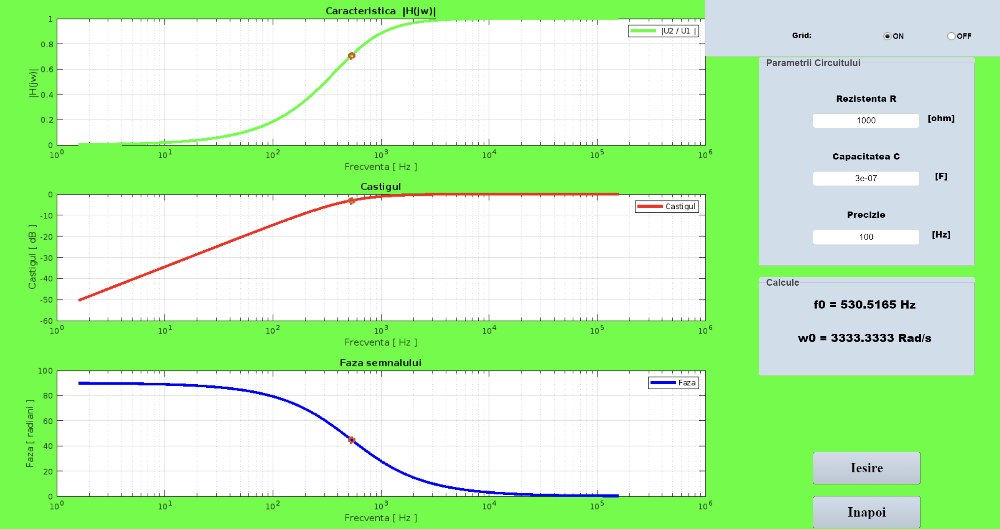 Caracteristica |H(jw)|
1
0.8
0.6
0.4
0.2
0
|H(jw)|
|U2 / U1 |
10^0 10^1 10^2 10^3 10^4 10^5 10^6
Frecventa [ Hz ]
Castigul
0
-10
-20
-30
-40
-50
-60
Castigul [ dB ]
Castigul
10^0 10^1 10^2 10^3 10^4 10^5 10^6
Frecventa [ Hz ]
Faza semnalului
100
80
60
40
20
0
Faza [ radiani ]
Faza
10^0 10^1 10^2 10^3 10^4 10^5 10^6
Frecventa [ Hz ]
Grid: ON OFF
Parametrii Circuitului
Rezistenta R
1000 [ohm]
Capacitatea C
3e-07 [F]
Precizie
100 [Hz]
Calcule
f0 = 530.5165 Hz
w0 = 3333.3333 Rad/s
Iesire
Inapoi